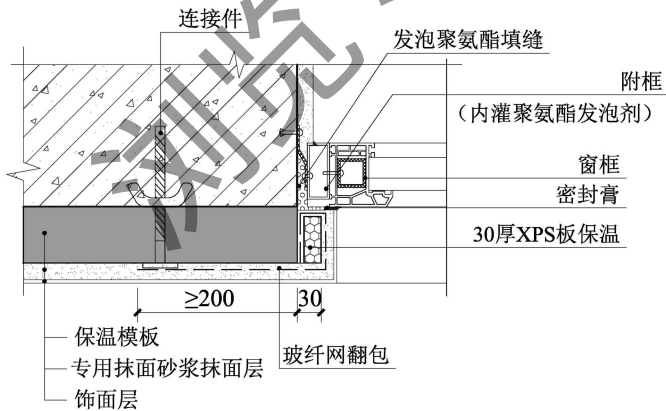 连接件
发泡聚氨酯填缝
附框
（内灌聚氨酯发泡剂）
窗框
密封膏
30厚XPS板保温
≥200
30
保温模板
玻纤网翻包
专用抹面砂浆抹面层
饰面层
浏览